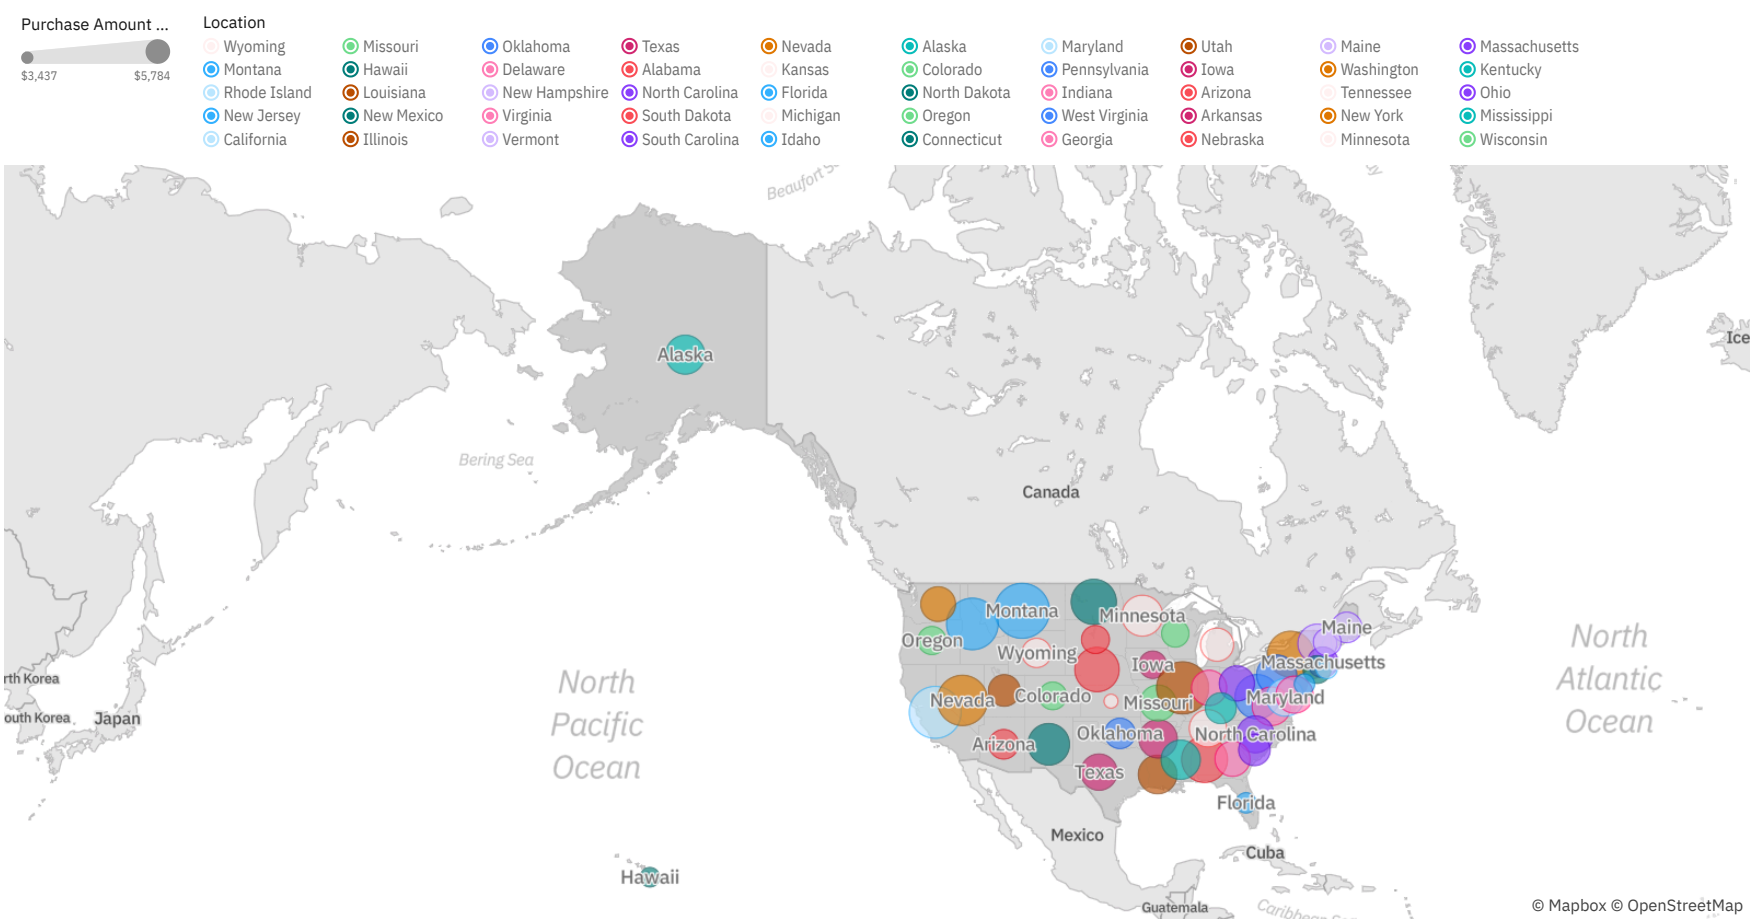 Purchase Amount ...
$3,437 $5,784
Location
Wyoming Missouri Oklahoma Texas Nevada Alaska Maryland Utah Maine Massachusetts
Montana Hawaii Delaware Alabama Kansas Colorado Pennsylvania Iowa Washington Kentucky
Rhode Island Louisiana New Hampshire North Carolina Florida North Dakota Indiana Arizona Tennessee Ohio
New Jersey New Mexico Virginia South Dakota Michigan Oregon West Virginia Arkansas New York Mississippi
California Illinois Vermont South Carolina Idaho Connecticut Georgia Nebraska Minnesota Wisconsin
Beaufort S
Ice
Alaska
Bering Sea
Canada
Montana
Minnesota
Maine
Oregon
Wyoming
Iowa
Massachusetts
North
Atlantic
Ocean
rth Korea
outh Korea
Japan
North
Pacific
Ocean
Nevada
Colorado
Missouri
Maryland
Arizona
Oklahoma
North Carolina
Texas
Florida
Mexico
Cuba
Hawaii
Guatemala
Caribbean
© Mapbox © OpenStreetMap